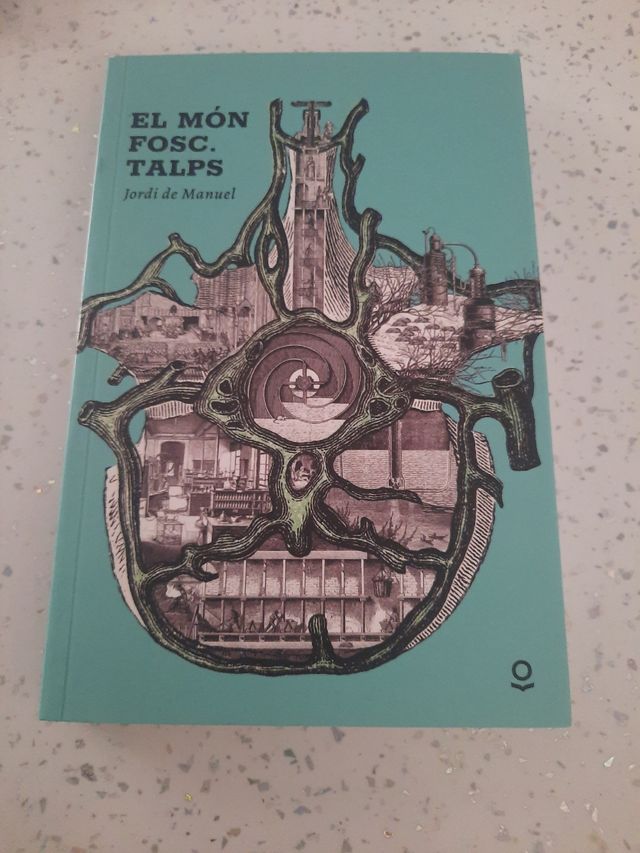 EL MÓN
FOSC.
TALPS
Jordi de Manuel